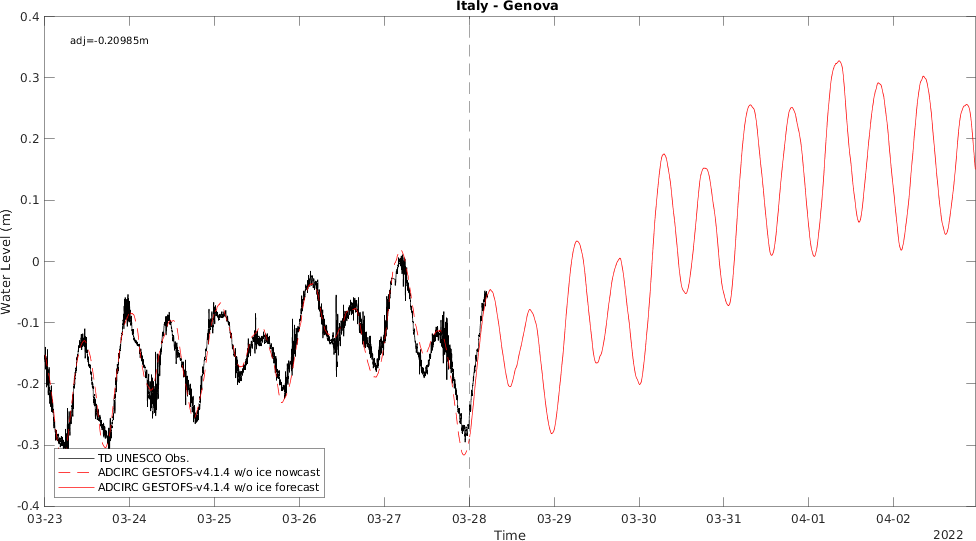 Italy - Genova
adj=-0.20985m
0.4
0.3
0.2
0.1
0
-0.1
-0.2
-0.3
-0.4
Water Level (m)
TD UNESCO Obs.
ADCIRC GESTOFS-v4.1.4 w/o ice nowcast
ADCIRC GESTOFS-v4.1.4 w/o ice forecast
03-23 03-24 03-25 03-26 03-27 03-28 03-29 03-30 03-31 04-01 04-02
Time
2022